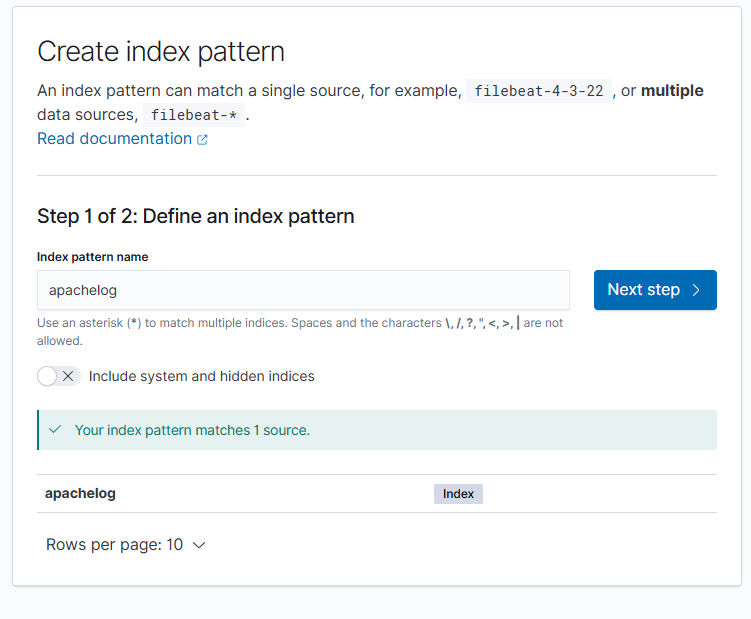 Create index pattern
An index pattern can match a single source, for example, filebeat-4-3-22 , or multiple
data sources, filebeat-* .
Read documentation
Step 1 of 2: Define an index pattern
Index pattern name
apachelog
Next step
Use an asterisk (*) to match multiple indices. Spaces and the characters \, /, ?, ", <, >, | are not
allowed.
Include system and hidden indices
Your index pattern matches 1 source.
apachelog Index
Rows per page: 10